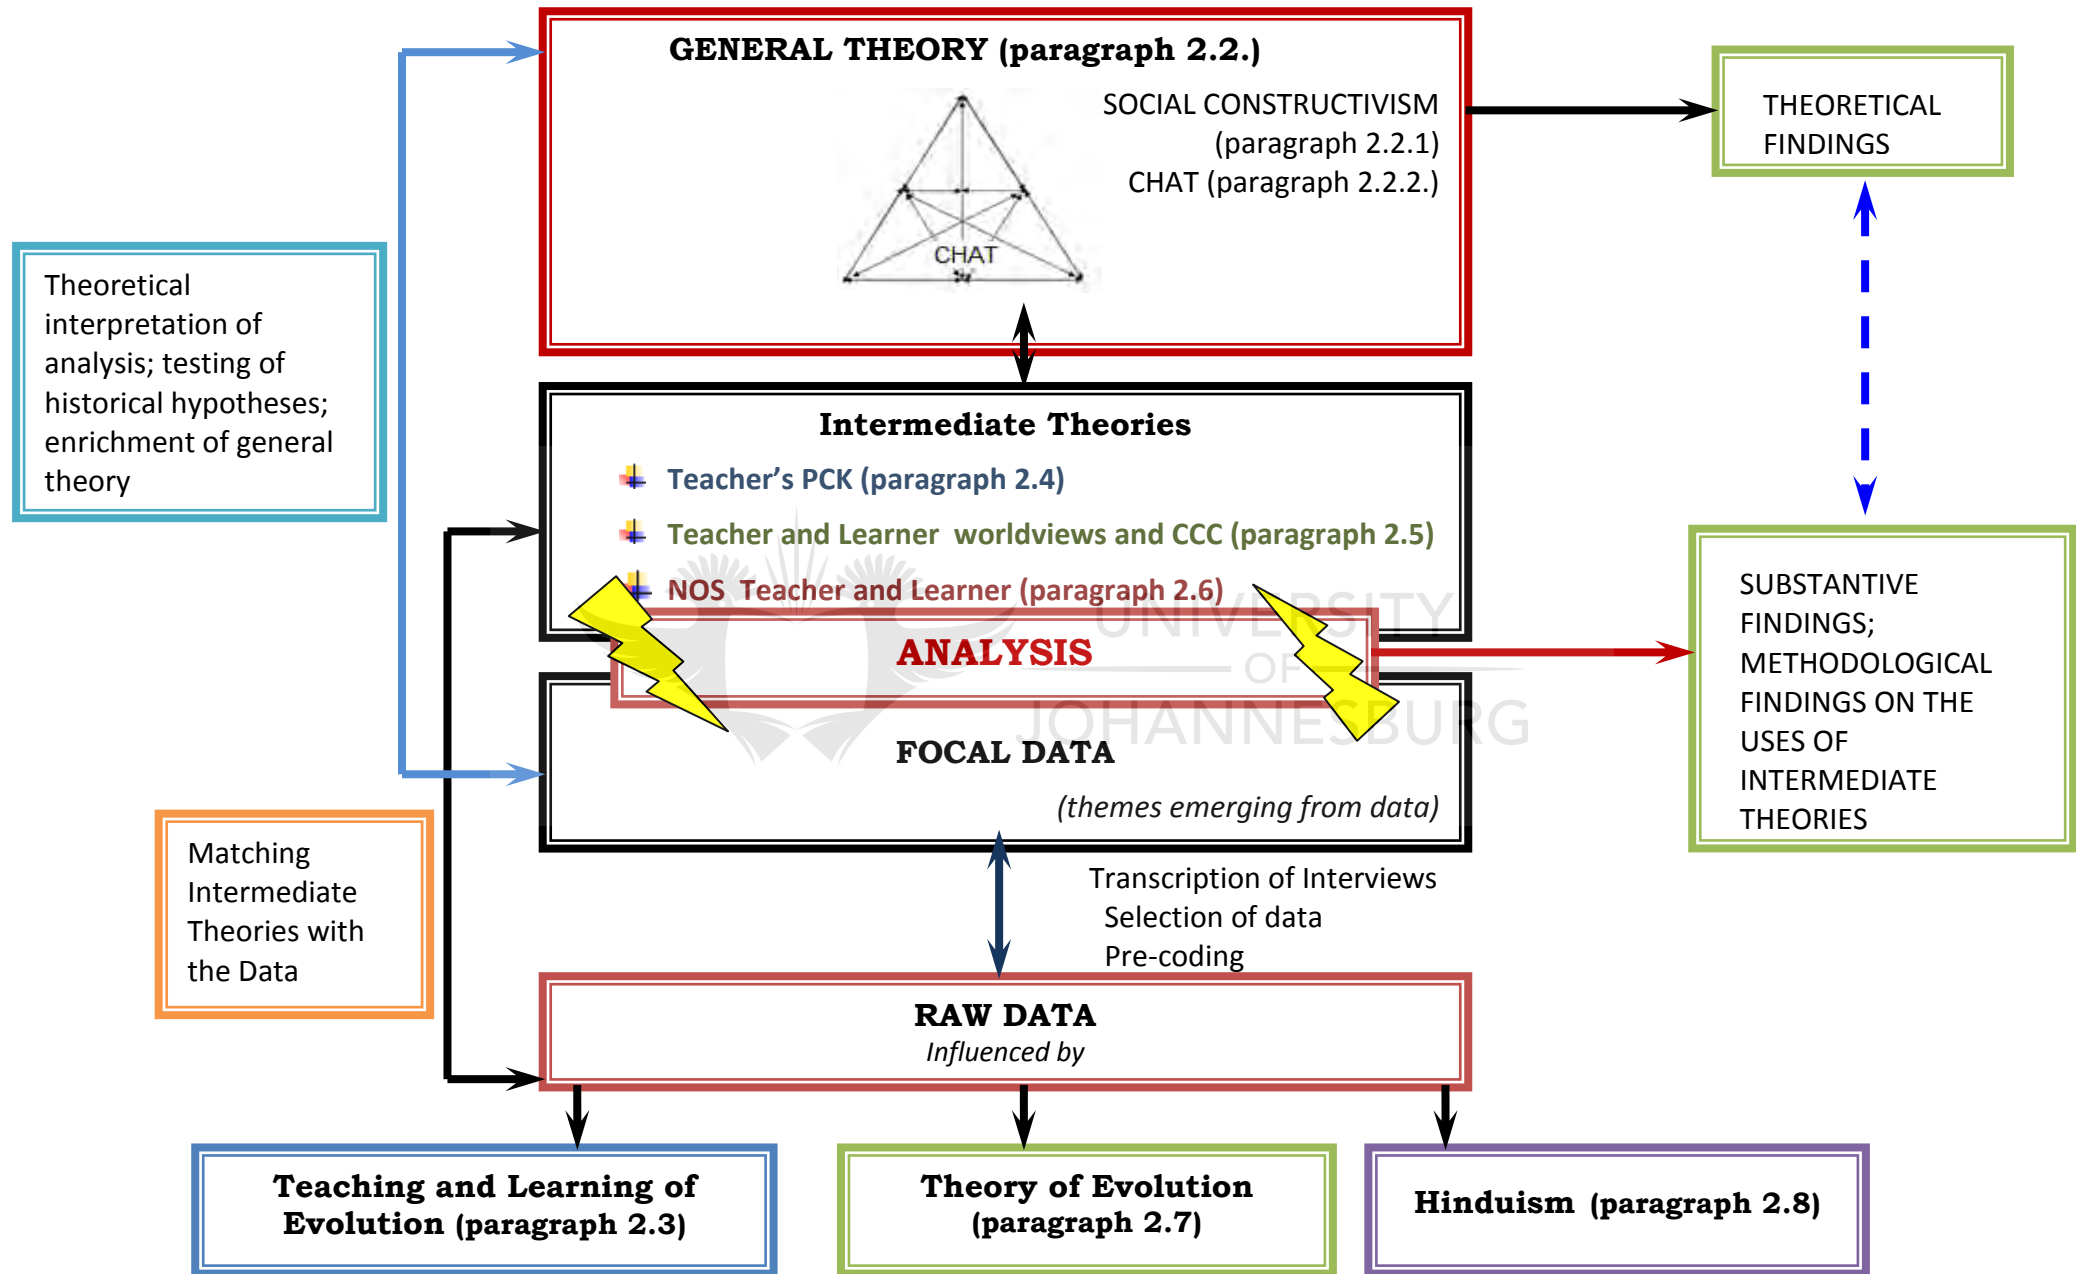 GENERAL THEORY (paragraph 2.2.)
SOCIAL CONSTRUCTIVISM
(paragraph 2.2.1)
CHAT (paragraph 2.2.2.)
CHAT
THEORETICAL
FINDINGS
Theoretical
interpretation of
analysis; testing of
historical hypotheses;
enrichment of general
theory
Intermediate Theories
Teacher’s PCK (paragraph 2.4)
Teacher and Learner worldviews and CCC (paragraph 2.5)
NOS Teacher and Learner (paragraph 2.6)
ANALYSIS
UNIVERSITY
OF
JOHANNESBURG
SUBSTANTIVE
FINDINGS;
METHODOLOGICAL
FINDINGS ON THE
USES OF
INTERMEDIATE
THEORIES
FOCAL DATA
(themes emerging from data)
Matching
Intermediate
Theories with
the Data
Transcription of Interviews
Selection of data
Pre-coding
RAW DATA
Influenced by
Teaching and Learning of
Evolution (paragraph 2.3)
Theory of Evolution
(paragraph 2.7)
Hinduism (paragraph 2.8)